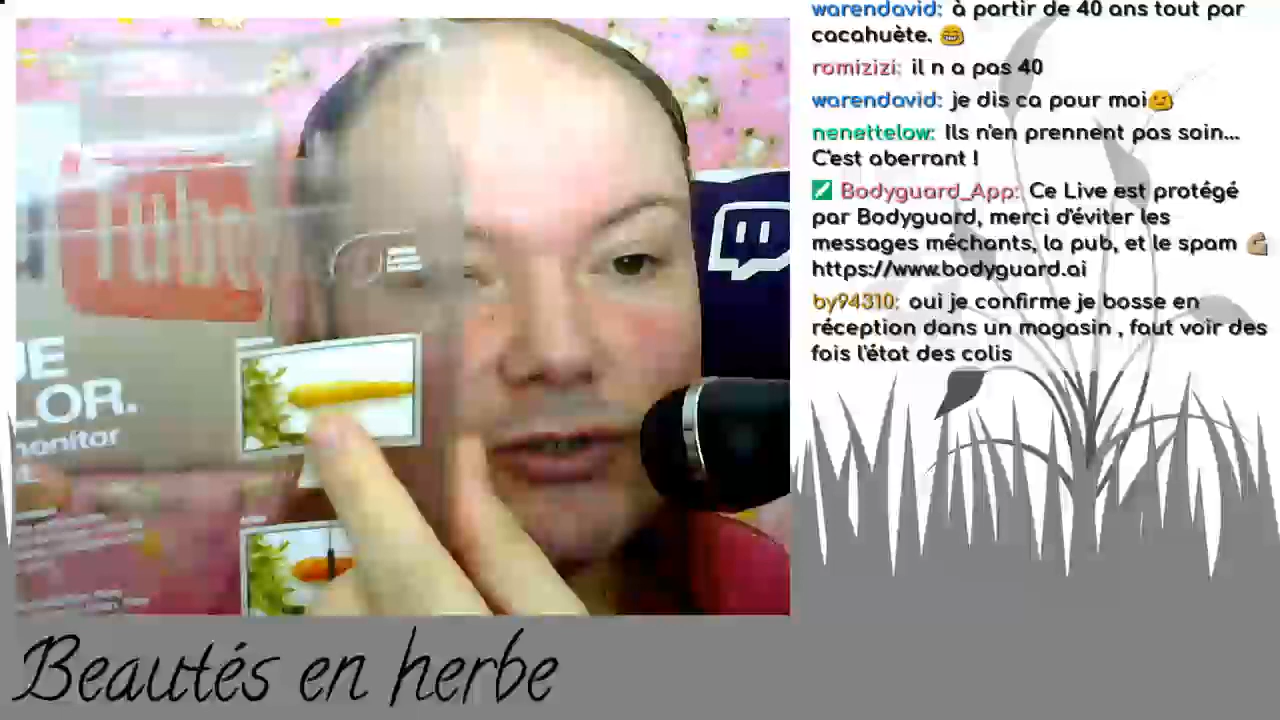 warendavid: à partir de 40 ans tout par
cacahuète. 😂
romizizi: il n a pas 40
warendavid: je dis ca pour moi🤨
nenettelow: Ils n'en prennent pas soin...
C'est aberrant !
Bodyguard_App: Ce Live est protégé
par Bodyguard, merci d'éviter les
messages méchants, la pub, et le spam 💪🏽
https://www.bodyguard.ai
by94310: oui je confirme je bosse en
réception dans un magasin , faut voir des
fois l'état des colis
LOR.
monitor
Beautés en herbe